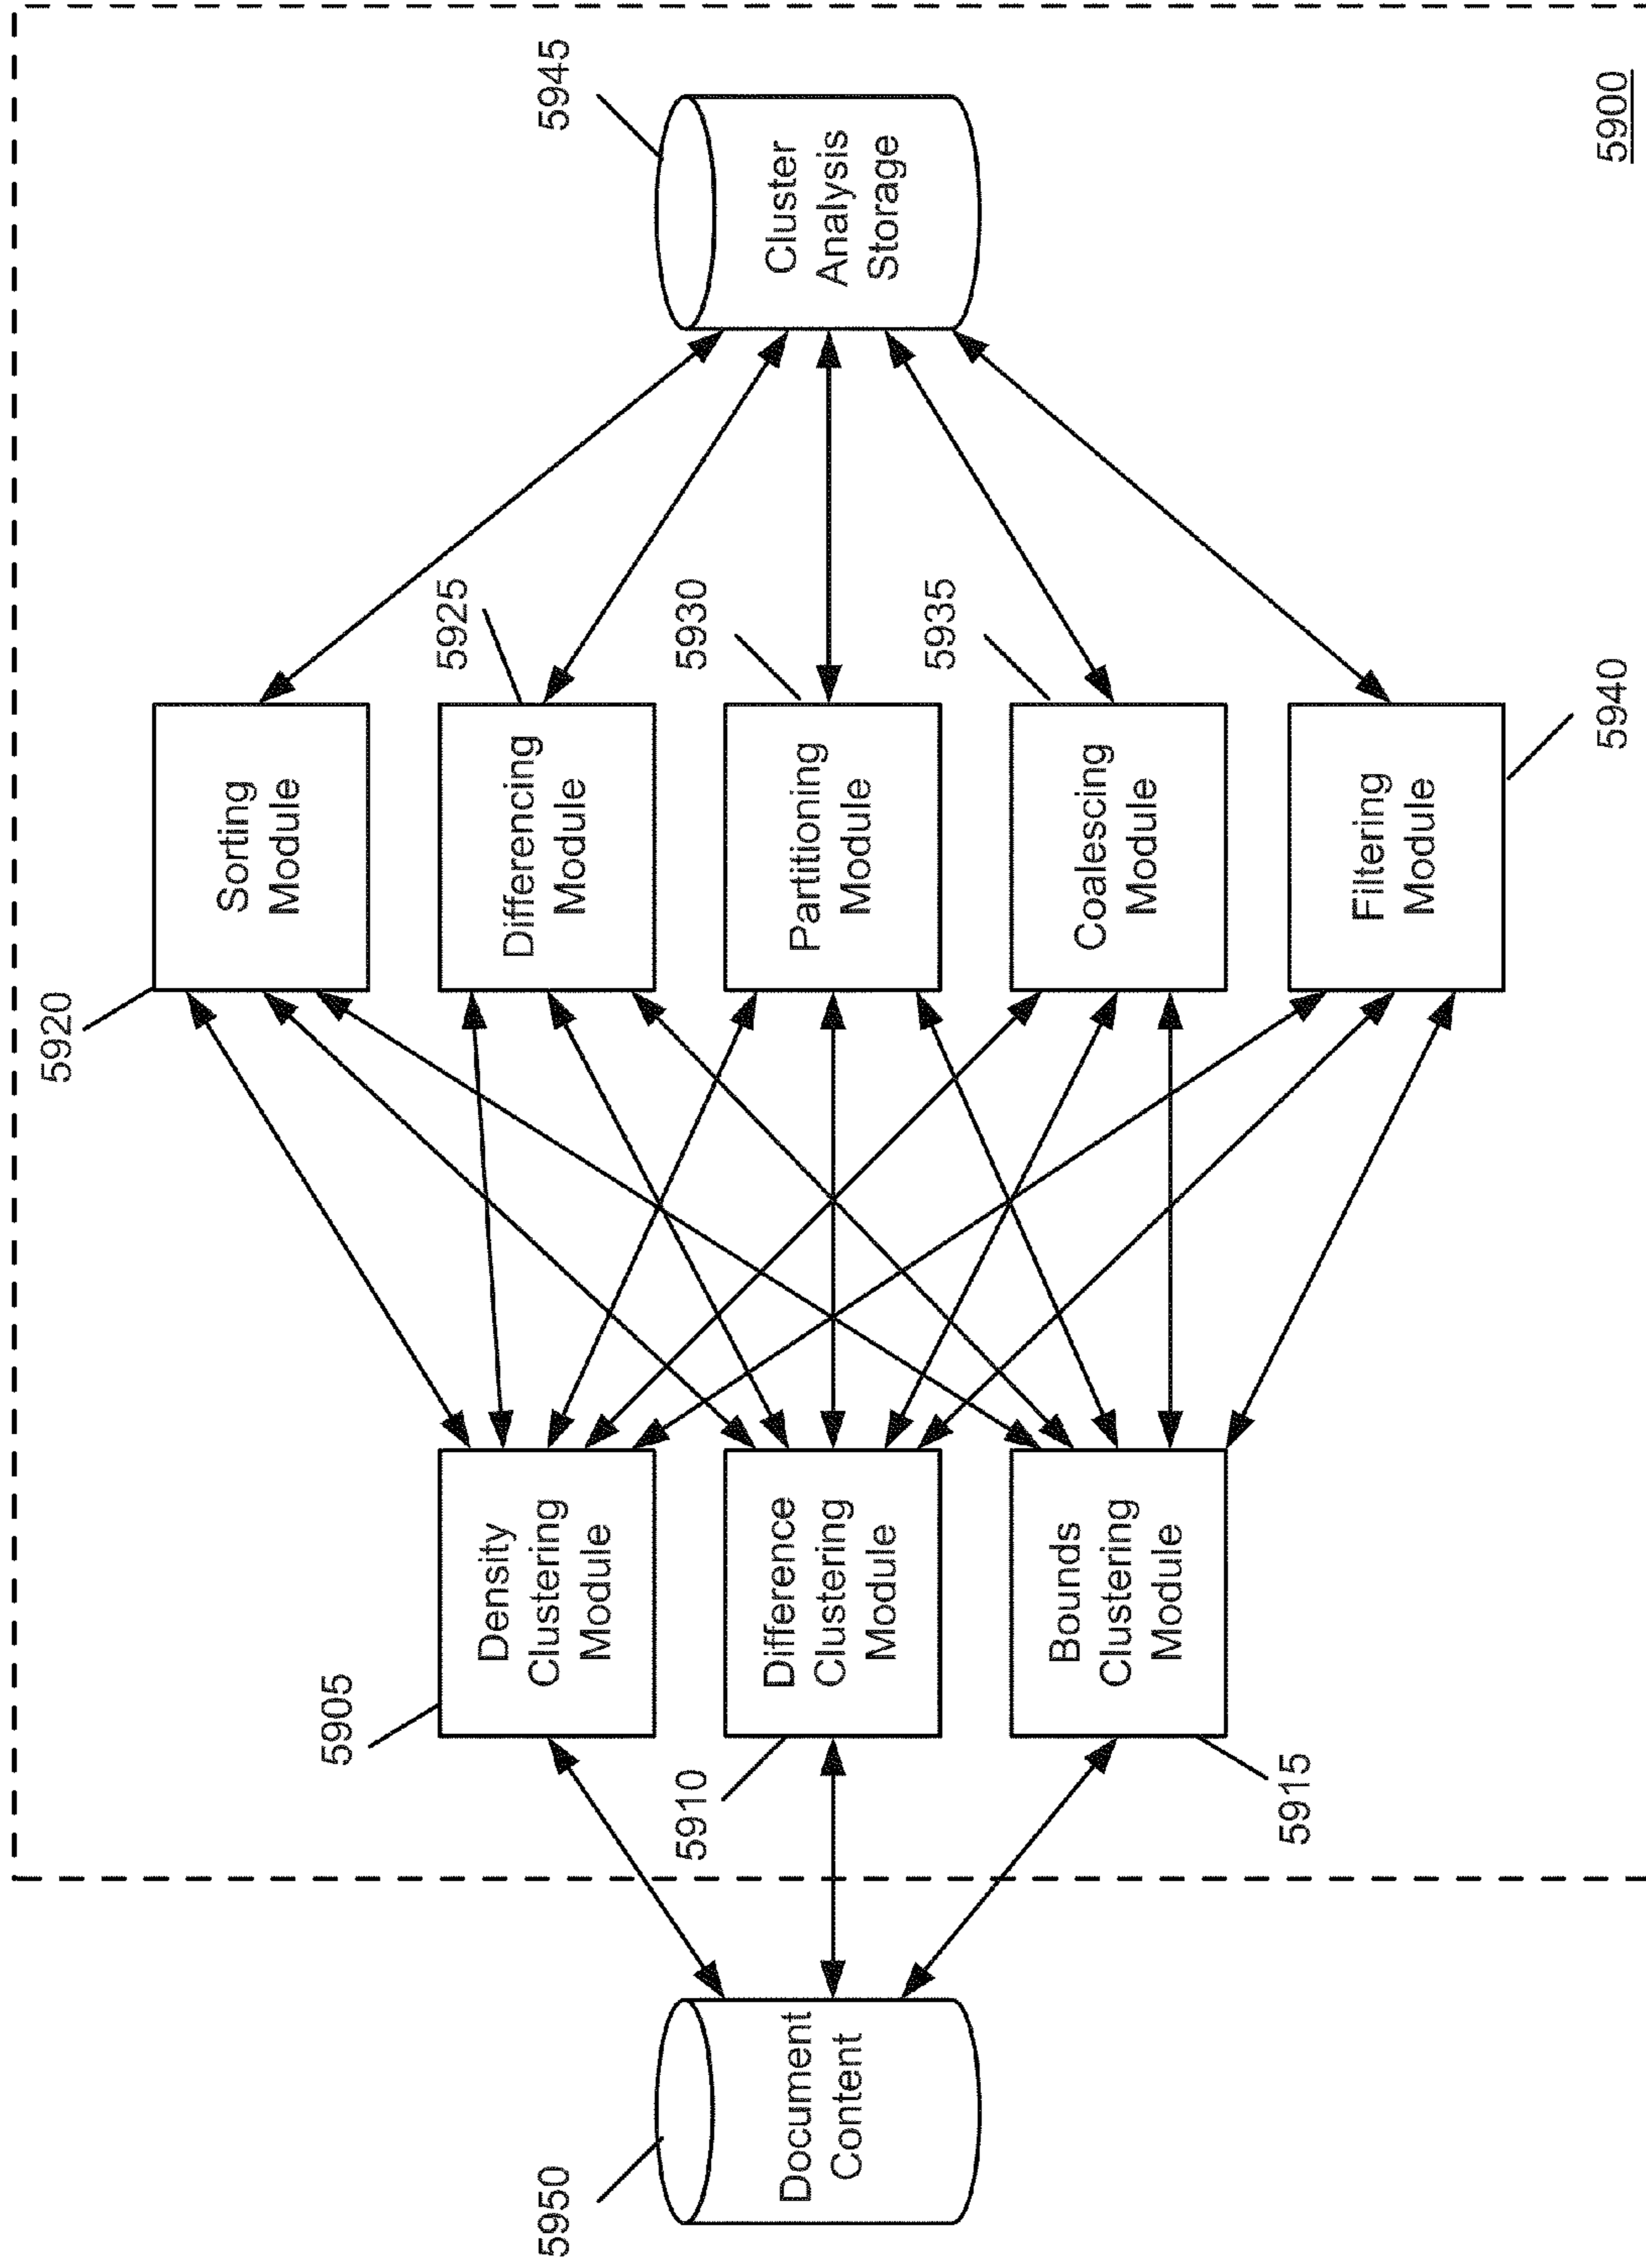 5920
Sorting
Module
5925
Differencing
Module
5930
Partitioning
Module
5935
Coalescing
Module
5940
Filtering
Module
5945
Cluster
Analysis
Storage
5905
Density
Clustering
Module
5910
Difference
Clustering
Module
5915
Bounds
Clustering
Module
5950
Document
Content
5900